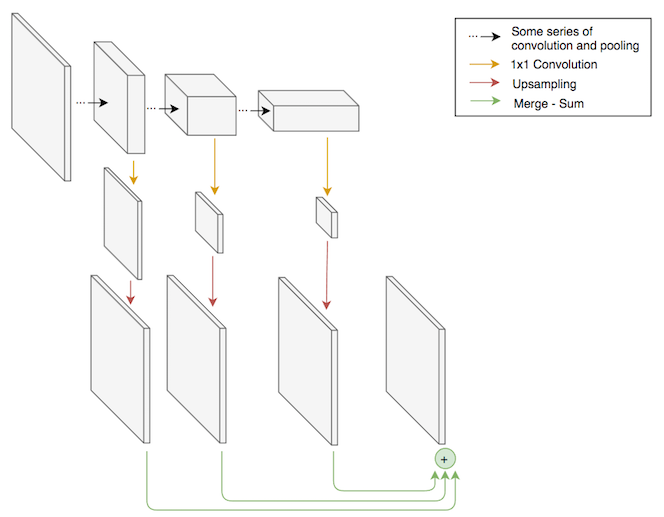 Some series of
convolution and pooling
1x1 Convolution
Upsampling
Merge - Sum
+